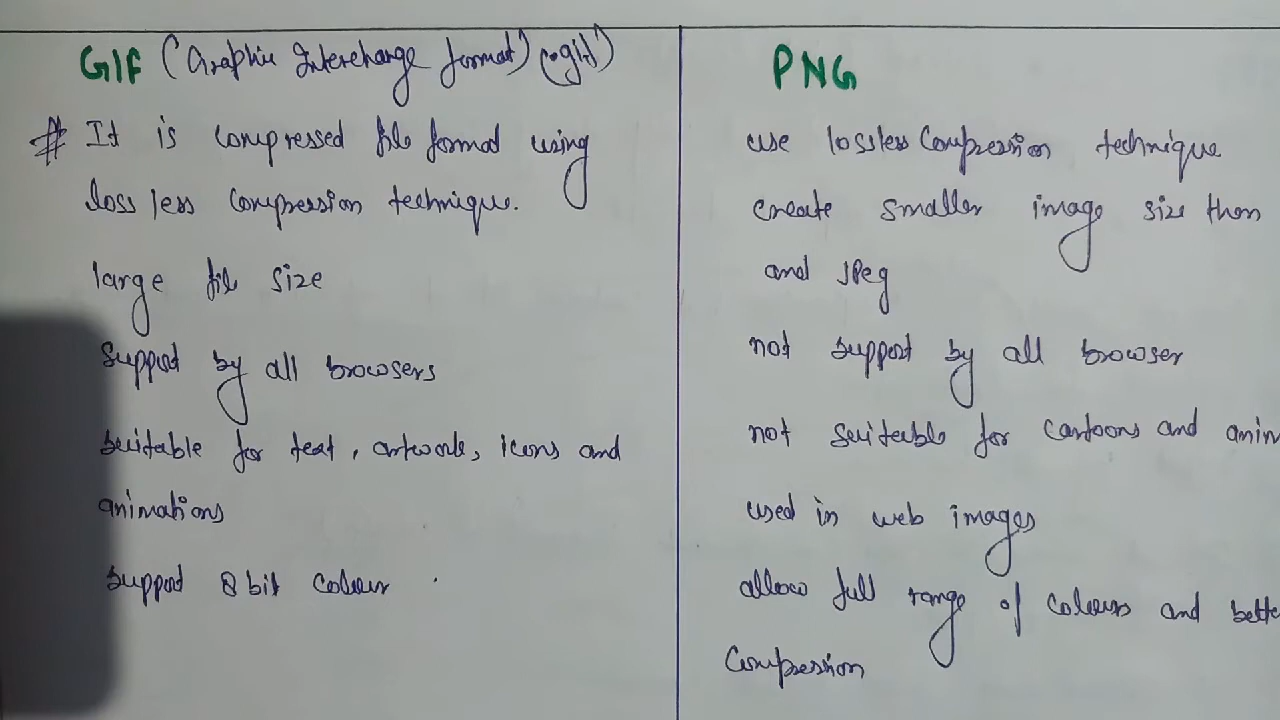 GIF (Graphic Interchange format) (.gif)
# It is compressed file format using
loss less compression technique.
large file size
Support by all browsers
suitable for text, artwork, icons and
animations
support 8 bit colour
PNG
use lossless Compression technique
create smaller image size then
and JPeg
not support by all browser
not suitable for cartoons and anim
used in web images
allow full range of colours and bette
Compression